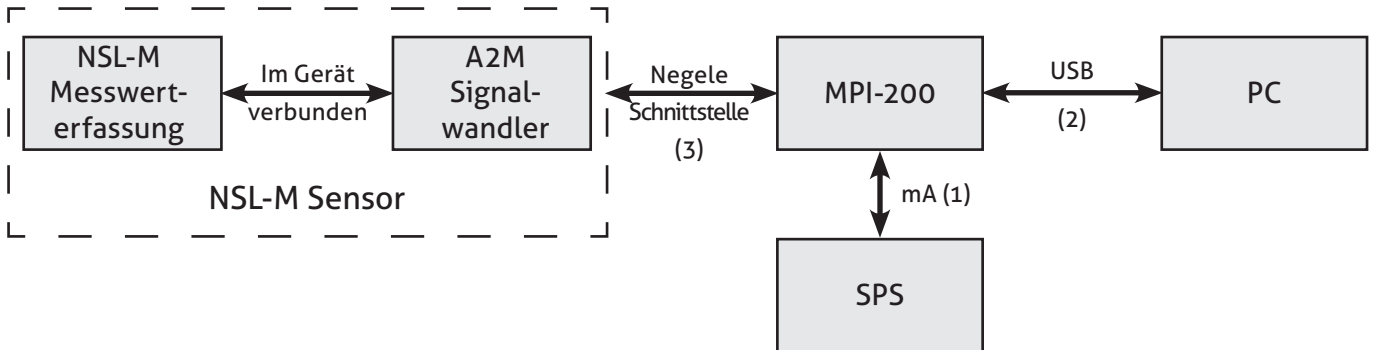 NSL-M
Messwert-
erfassung
Im Gerät
verbunden
A2M
Signal-
wandler
NSL-M Sensor
Negele
Schnittstelle
(3)
MPI-200
USB
(2)
PC
mA (1)
SPS